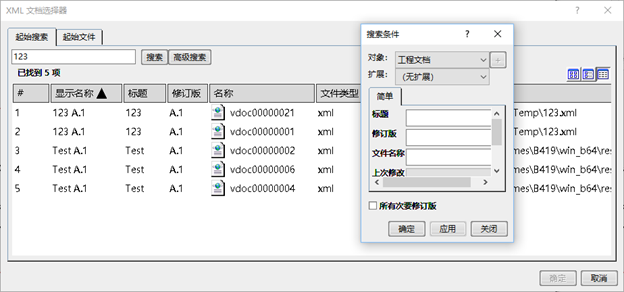 XML 文档选择器 ? ×
起始搜索 起始文件
123 搜索 高级搜索
已找到 5 项
# 显示名称 ▲ 标题 修订版 名称 文件类型
1 123 A.1 123 A.1 vdoc00000021 xml Temp\123.xml
2 123 A.1 123 A.1 vdoc00000001 xml Temp\123.xml
3 Test A.1 Test A.1 vdoc00000002 xml mes\B419\win_b64\res
4 Test A.1 Test A.1 vdoc00000006 xml mes\B419\win_b64\res
5 Test A.1 Test A.1 vdoc00000004 xml mes\B419\win_b64\res
确定 取消
搜索条件 ? ×
对象: 工程文档 +
扩展: (无扩展)
简单
标题
修订版
文件名称
上次修改
所有次要修订版
确定 应用 关闭